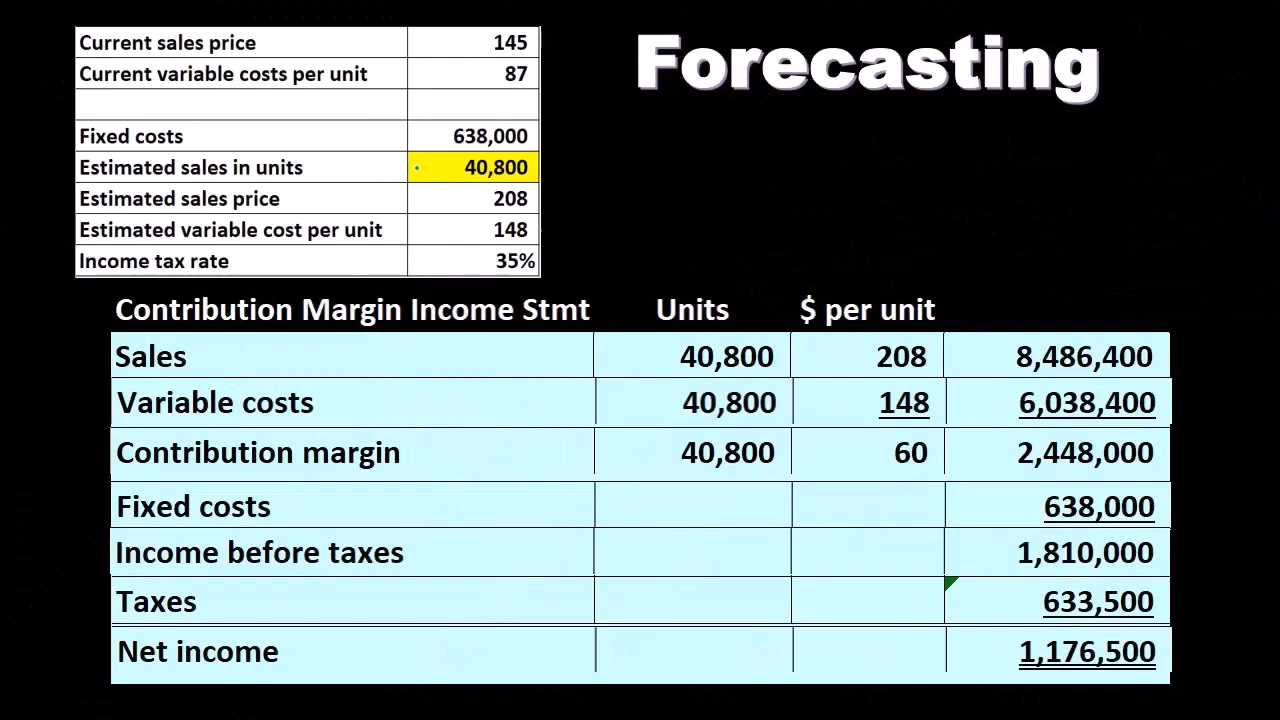 Forecasting
Current sales price 145
Current variable costs per unit 87
Fixed costs 638,000
Estimated sales in units 40,800
Estimated sales price 208
Estimated variable cost per unit 148
Income tax rate 35%
Contribution Margin Income Stmt Units $ per unit
Sales 40,800 208 8,486,400
Variable costs 40,800 148 6,038,400
Contribution margin 40,800 60 2,448,000
Fixed costs 638,000
Income before taxes 1,810,000
Taxes 633,500
Net income 1,176,500